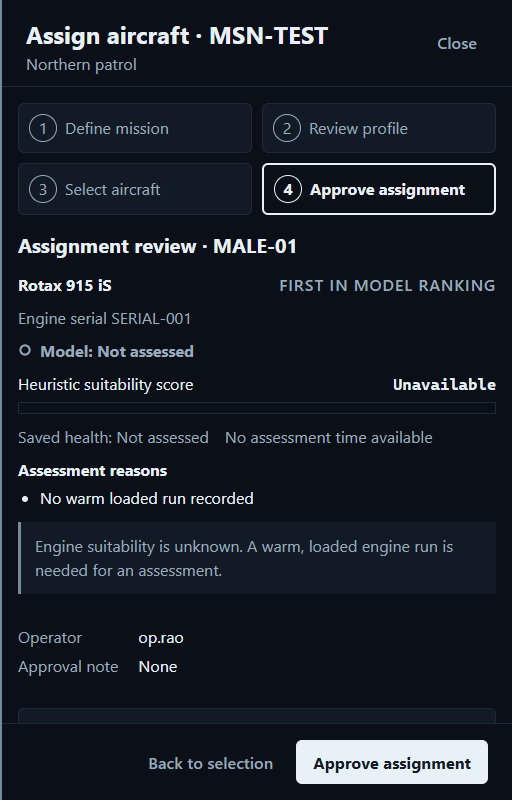 Assign aircraft · MSN-TEST
Close
Northern patrol
1 Define mission
2 Review profile
3 Select aircraft
4 Approve assignment
Assignment review · MALE-01
Rotax 915 iS
FIRST IN MODEL RANKING
Engine serial SERIAL-001
Model: Not assessed
Heuristic suitability score
Unavailable
Saved health: Not assessed No assessment time available
Assessment reasons
• No warm loaded run recorded
Engine suitability is unknown. A warm, loaded engine run is
needed for an assessment.
Operator op.rao
Approval note None
Back to selection
Approve assignment